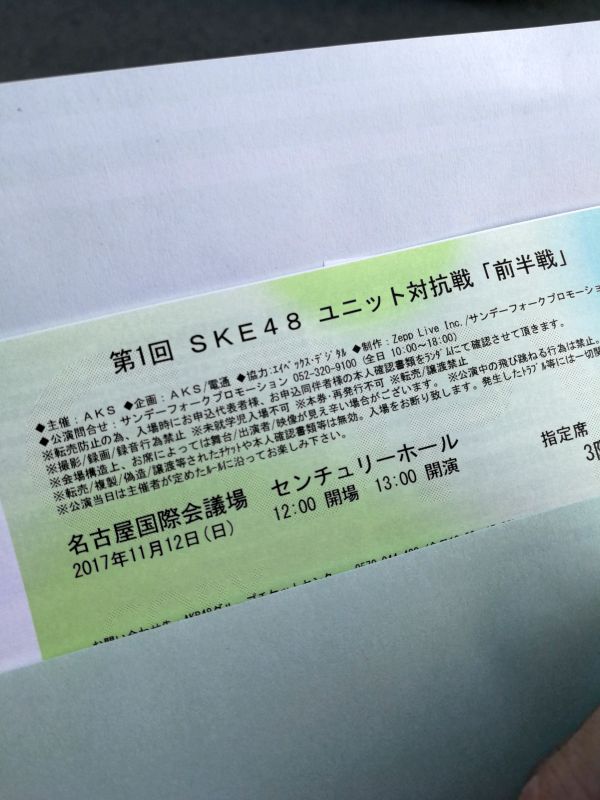 第1回 SKE48 ユニット対抗戦「前半戦」
◆主催:AKS ◆企画:AKS/電通 ◆協力:ｴｲﾍﾞｯｸｽ・ﾃﾞｼﾞﾀﾙ ◆制作:Zepp Live Inc./サンデーフォークプロモーショ
◆公演問合せ:サンデーフォークプロモーション 052-320-9100 (全日 10:00~18:00)
※転売防止の為、入場時にお申込代表者様、お申込同伴者様の本人確認書類をﾗﾝﾀﾞﾑにて確認させて頂きます。
※撮影/録画/録音行為禁止 ※未就学児入場不可 ※本券・再発行不可 ※転売/譲渡禁止
※会場構造上、お席によっては舞台/出演者/映像が見え辛い場合がございます。 ※公演中の飛び跳ねる行為は禁止。
※転売/複製/偽造/譲渡等されたﾁｹｯﾄや本人確認書類等は無効。入場をお断り致します。発生したﾄﾗﾌﾞﾙ等には一切関
※公演当日は主催者が定めたﾙｰﾙに沿ってお楽しみ下さい。
名古屋国際会議場 センチュリーホール
2017年11月12日(日) 12:00 開場 13:00 開演
指定席
3階